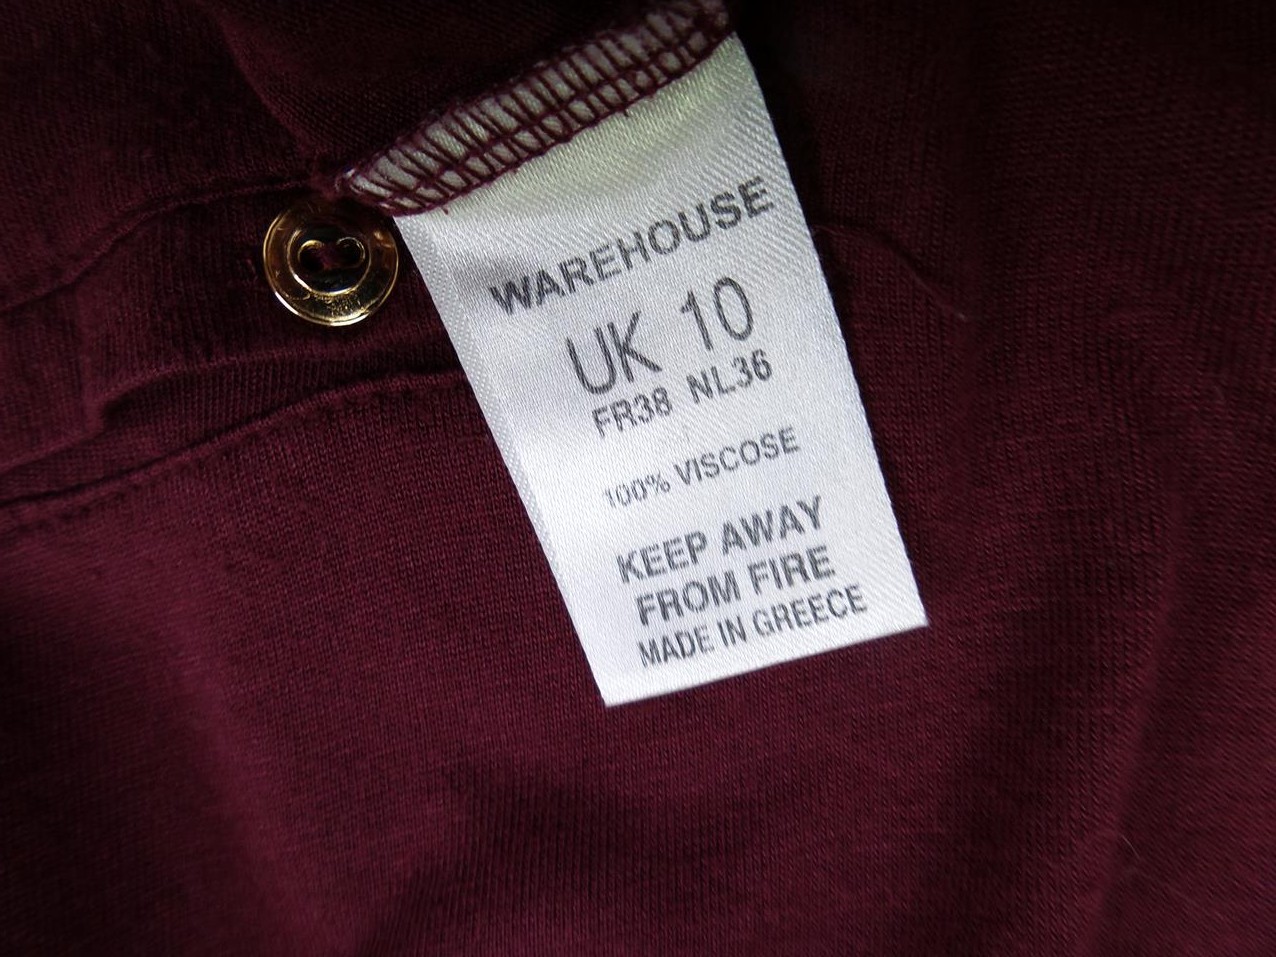 WAREHOUSE
UK 10
FR38 NL36
100% VISCOSE
KEEP AWAY
FROM FIRE
MADE IN GREECE